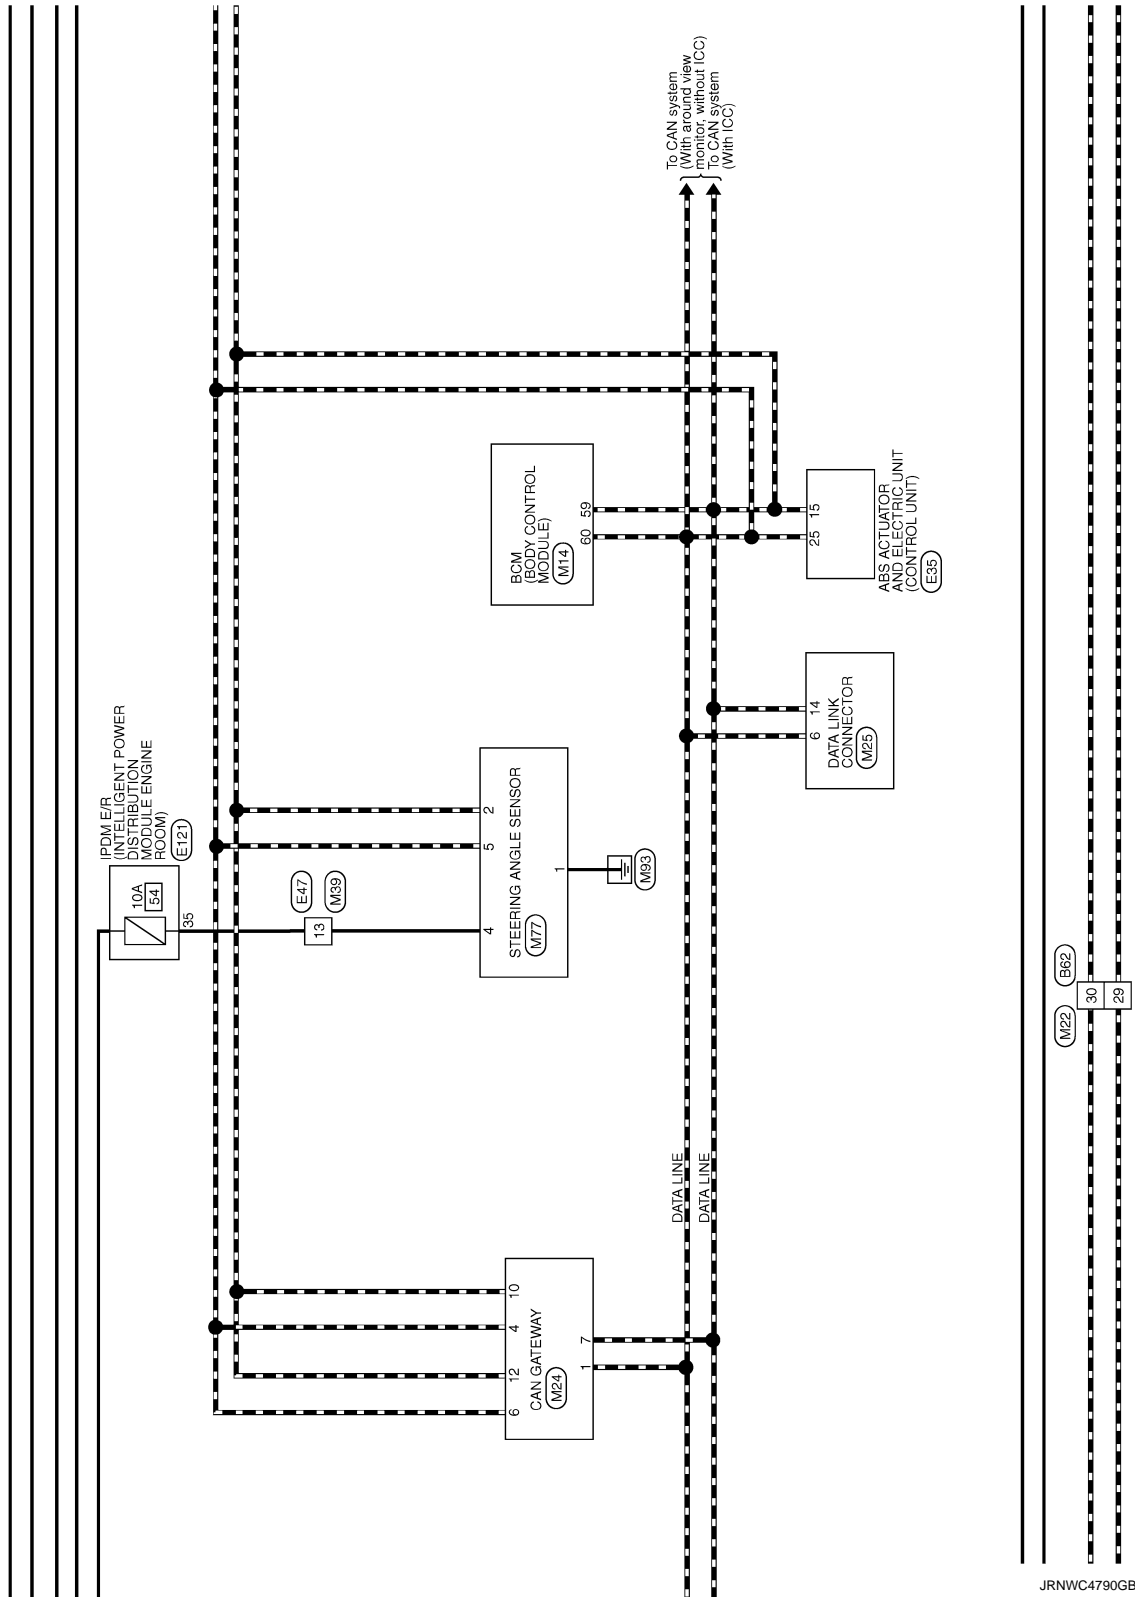 IPDM E/R
(INTELLIGENT POWER
DISTRIBUTION
MODULE ENGINE
ROOM)
E121
10A
54
35
E47
M39
13
4
5
2
STEERING ANGLE SENSOR
M77
1
M93
6
12
4
10
CAN GATEWAY
M24
1
7
DATA LINE
DATA LINE
BCM
(BODY CONTROL
MODULE)
M14
60
59
To CAN system
(With around view
monitor, without ICC)
To CAN system
(With ICC)
6
14
DATA LINK
CONNECTOR
M25
25
15
ABS ACTUATOR
AND ELECTRIC UNIT
(CONTROL UNIT)
E35
M22
B62
30
29
JRNWC4790GB